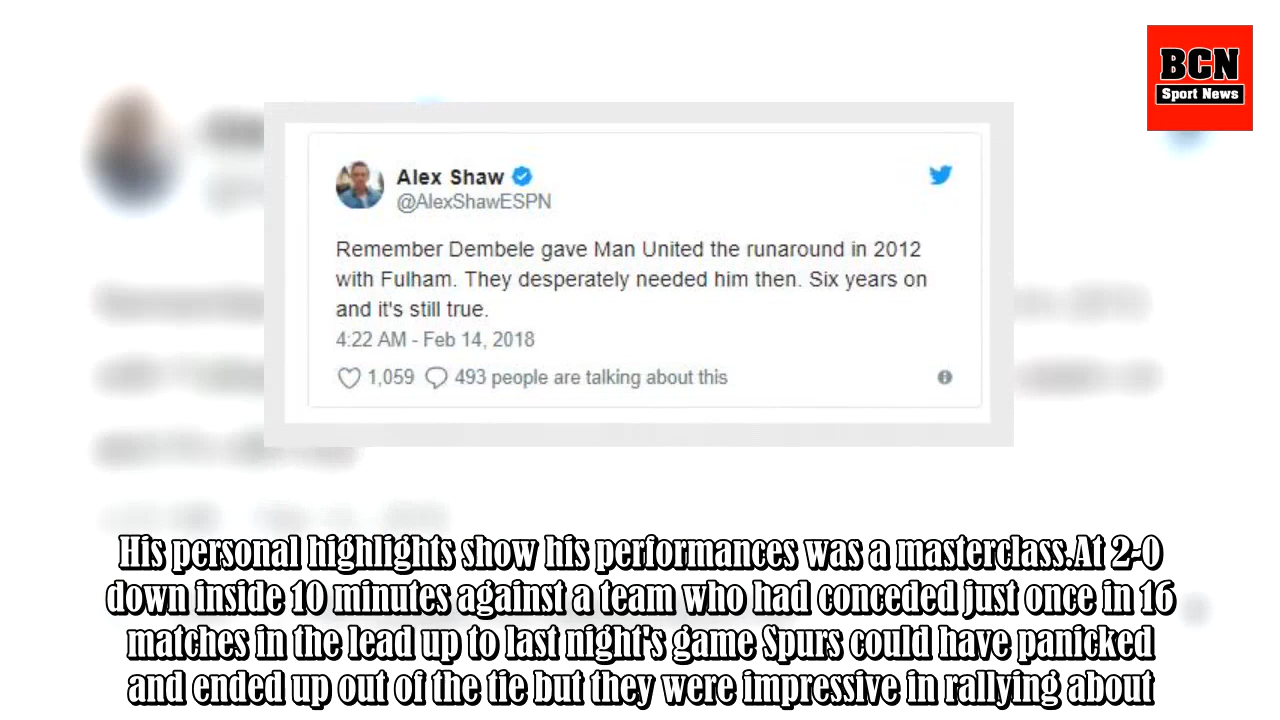 BCN
Sport News
Alex Shaw
@AlexShawESPN
Remember Dembele gave Man United the runaround in 2012
with Fulham. They desperately needed him then. Six years on
and it's still true.
4:22 AM - Feb 14, 2018
1,059 493 people are talking about this
His personal highlights show his performances was a masterclass.At 2-0
down inside 10 minutes against a team who had conceded just once in 16
matches in the lead up to last night's game Spurs could have panicked
and ended up out of the tie but they were impressive in rallying about